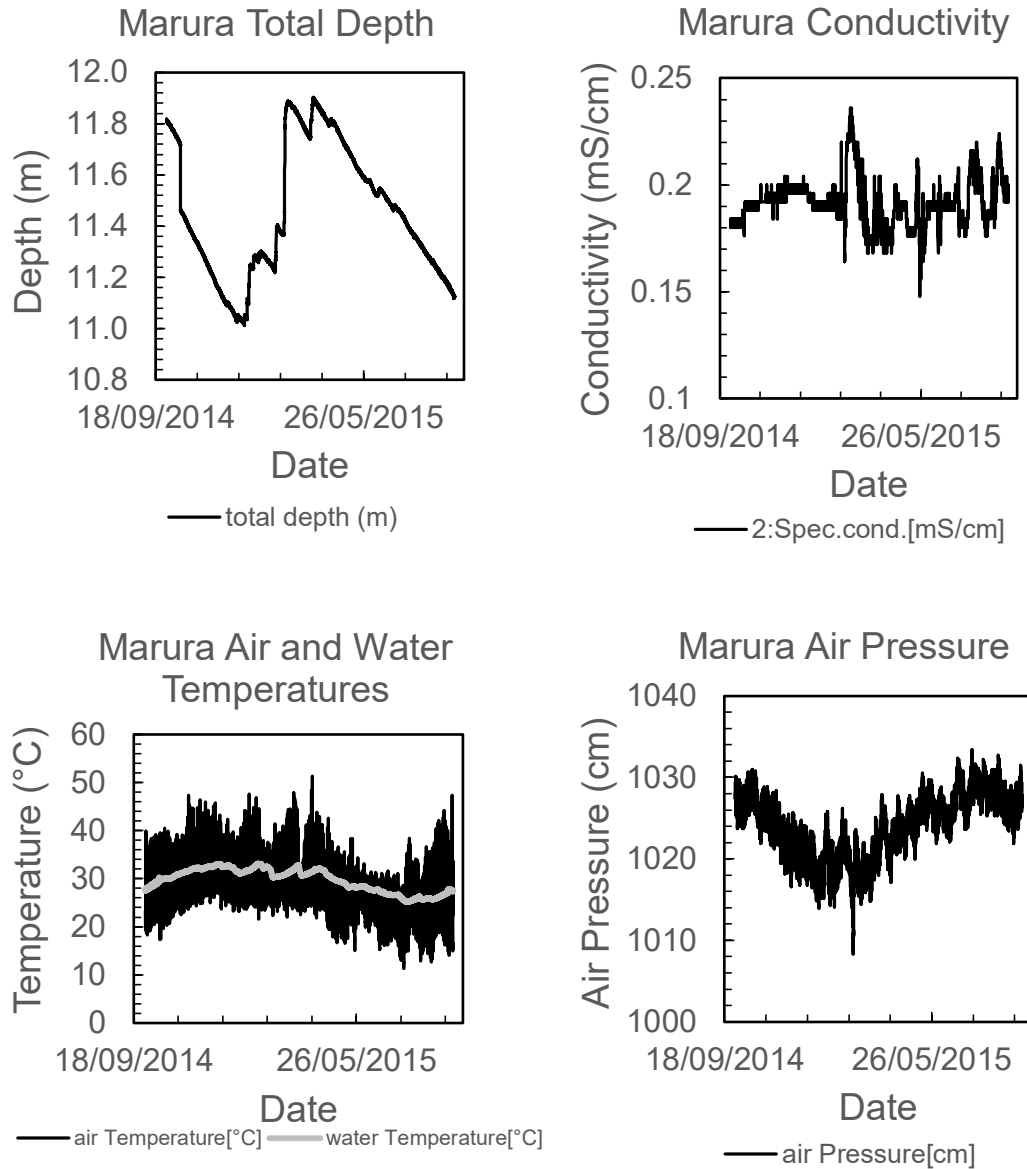 Marura Total Depth
12.0
11.8
11.6
11.4
11.2
11.0
10.8
Depth (m)
18/09/2014 26/05/2015
Date
total depth (m)
Marura Conductivity
0.25
0.2
0.15
0.1
Conductivity (mS/cm)
18/09/2014 26/05/2015
Date
2:Spec.cond.[mS/cm]
Marura Air and Water
Temperatures
60
50
40
30
20
10
0
Temperature (°C)
18/09/2014 26/05/2015
Date
air Temperature[°C] water Temperature[°C]
Marura Air Pressure
1040
1030
1020
1010
1000
Air Pressure (cm)
18/09/2014 26/05/2015
Date
air Pressure[cm]